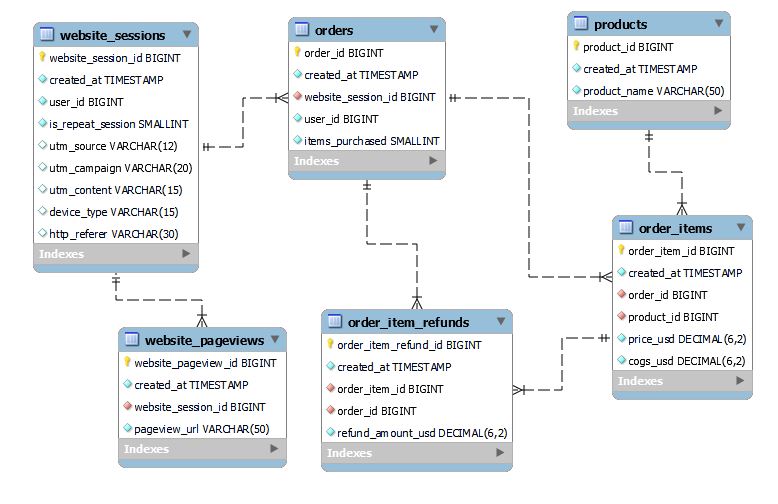 website_sessions
website_session_id BIGINT
created_at TIMESTAMP
user_id BIGINT
is_repeat_session SMALLINT
utm_source VARCHAR(12)
utm_campaign VARCHAR(20)
utm_content VARCHAR(15)
device_type VARCHAR(15)
http_referer VARCHAR(30)
Indexes
orders
order_id BIGINT
created_at TIMESTAMP
website_session_id BIGINT
user_id BIGINT
items_purchased SMALLINT
Indexes
products
product_id BIGINT
created_at TIMESTAMP
product_name VARCHAR(50)
Indexes
order_items
order_item_id BIGINT
created_at TIMESTAMP
order_id BIGINT
product_id BIGINT
price_usd DECIMAL(6,2)
cogs_usd DECIMAL(6,2)
Indexes
website_pageviews
website_pageview_id BIGINT
created_at TIMESTAMP
website_session_id BIGINT
pageview_url VARCHAR(50)
Indexes
order_item_refunds
order_item_refund_id BIGINT
created_at TIMESTAMP
order_item_id BIGINT
order_id BIGINT
refund_amount_usd DECIMAL(6,2)
Indexes